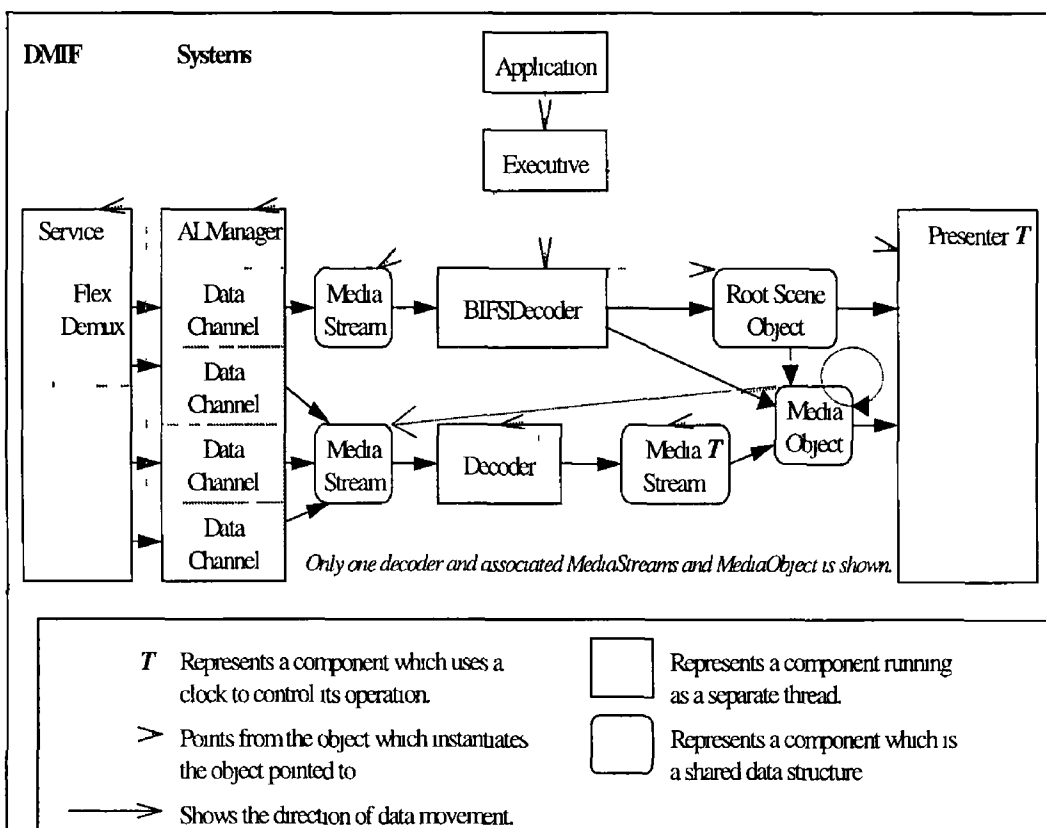 DMIF Systems
Application
Executive
Service
Flex
Demux
ALManager
Data
Channel
Data
Channel
Data
Channel
Data
Channel
Media
Stream
BIFSDecoder
Root Scene
Object
Presenter T
Media
Stream
Decoder
Media T
Stream
Media
Object
Only one decoder and associated MediaStreams and MediaObject is shown.
T Represents a component which uses a
clock to control its operation.
Points from the object which instantiates
the object pointed to
Shows the direction of data movement.
Represents a component running
as a separate thread.
Represents a component which is
a shared data structure